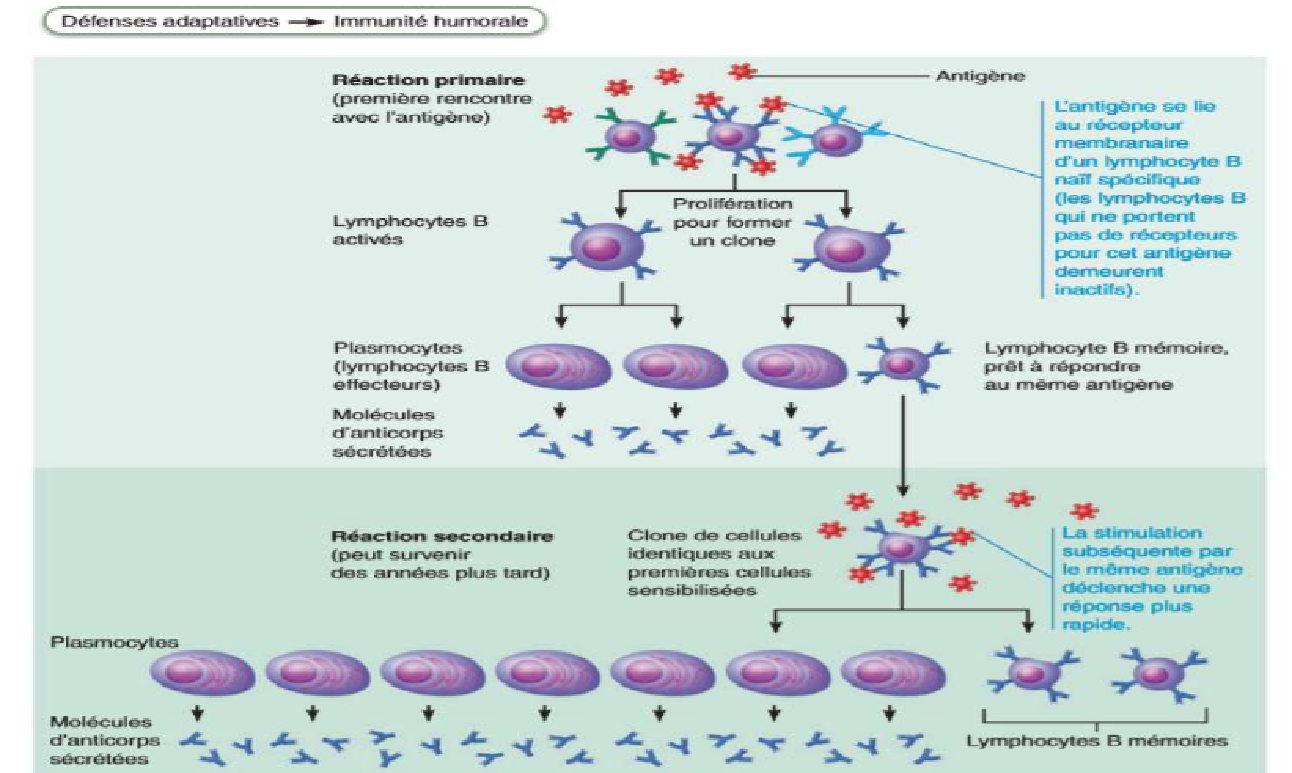 Défenses adaptatives → Immunité humorale
Réaction primaire
(première rencontre
avec l'antigène)
Antigène
L'antigène se lie
au récepteur
membranaire
d'un lymphocyte B
naïf spécifique
(les lymphocytes B
qui ne portent
pas de récepteurs
pour cet antigène
demeurent
inactifs).
Prolifération
pour former
un clone
Lymphocytes B
activés
Plasmocytes
(lymphocytes B
effecteurs)
Lymphocyte B mémoire,
prêt à répondre
au même antigène
Molécules
d'anticorps
sécrétées
Réaction secondaire
(peut survenir
des années plus tard)
Clone de cellules
identiques aux
premières cellules
sensibilisées
La stimulation
subséquente par
le même antigène
déclenche une
réponse plus
rapide.
Plasmocytes
Molécules
d'anticorps
sécrétées
Lymphocytes B mémoires